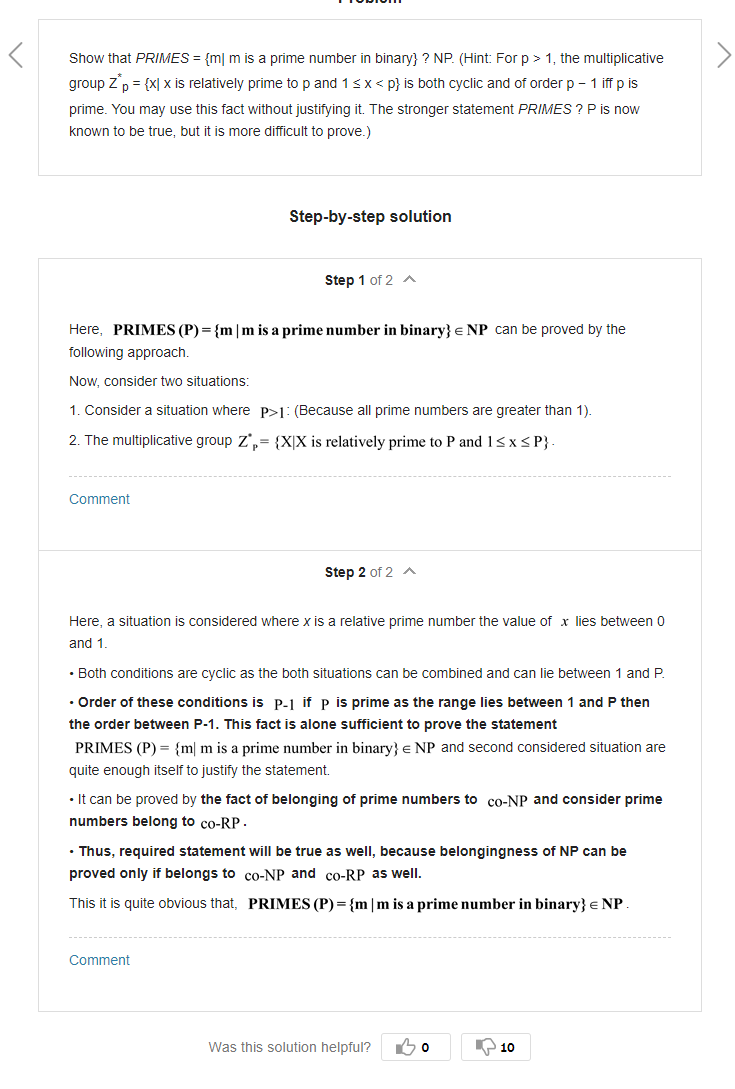 Problem
Show that PRIMES = {m| m is a prime number in binary} ? NP. (Hint: For p > 1, the multiplicative
group Z*p = {x| x is relatively prime to p and 1 ≤ x < p} is both cyclic and of order p − 1 iff p is
prime. You may use this fact without justifying it. The stronger statement PRIMES ? P is now
known to be true, but it is more difficult to prove.)
Step-by-step solution
Step 1 of 2
Here, PRIMES (P) = {m | m is a prime number in binary} ∈ NP can be proved by the
following approach.
Now, consider two situations:
1. Consider a situation where P>1: (Because all prime numbers are greater than 1).
2. The multiplicative group Z*p = {X|X is relatively prime to P and 1 ≤ x ≤ P}.
Comment
Step 2 of 2
Here, a situation is considered where x is a relative prime number the value of x lies between 0
and 1.
• Both conditions are cyclic as the both situations can be combined and can lie between 1 and P.
• Order of these conditions is P-1 if P is prime as the range lies between 1 and P then
the order between P-1. This fact is alone sufficient to prove the statement
PRIMES (P) = {m| m is a prime number in binary} ∈ NP and second considered situation are
quite enough itself to justify the statement.
• It can be proved by the fact of belonging of prime numbers to co-NP and consider prime
numbers belong to co-RP.
• Thus, required statement will be true as well, because belongingness of NP can be
proved only if belongs to co-NP and co-RP as well.
This it is quite obvious that, PRIMES (P) = {m | m is a prime number in binary} ∈ NP.
Comment
Was this solution helpful? 0 10